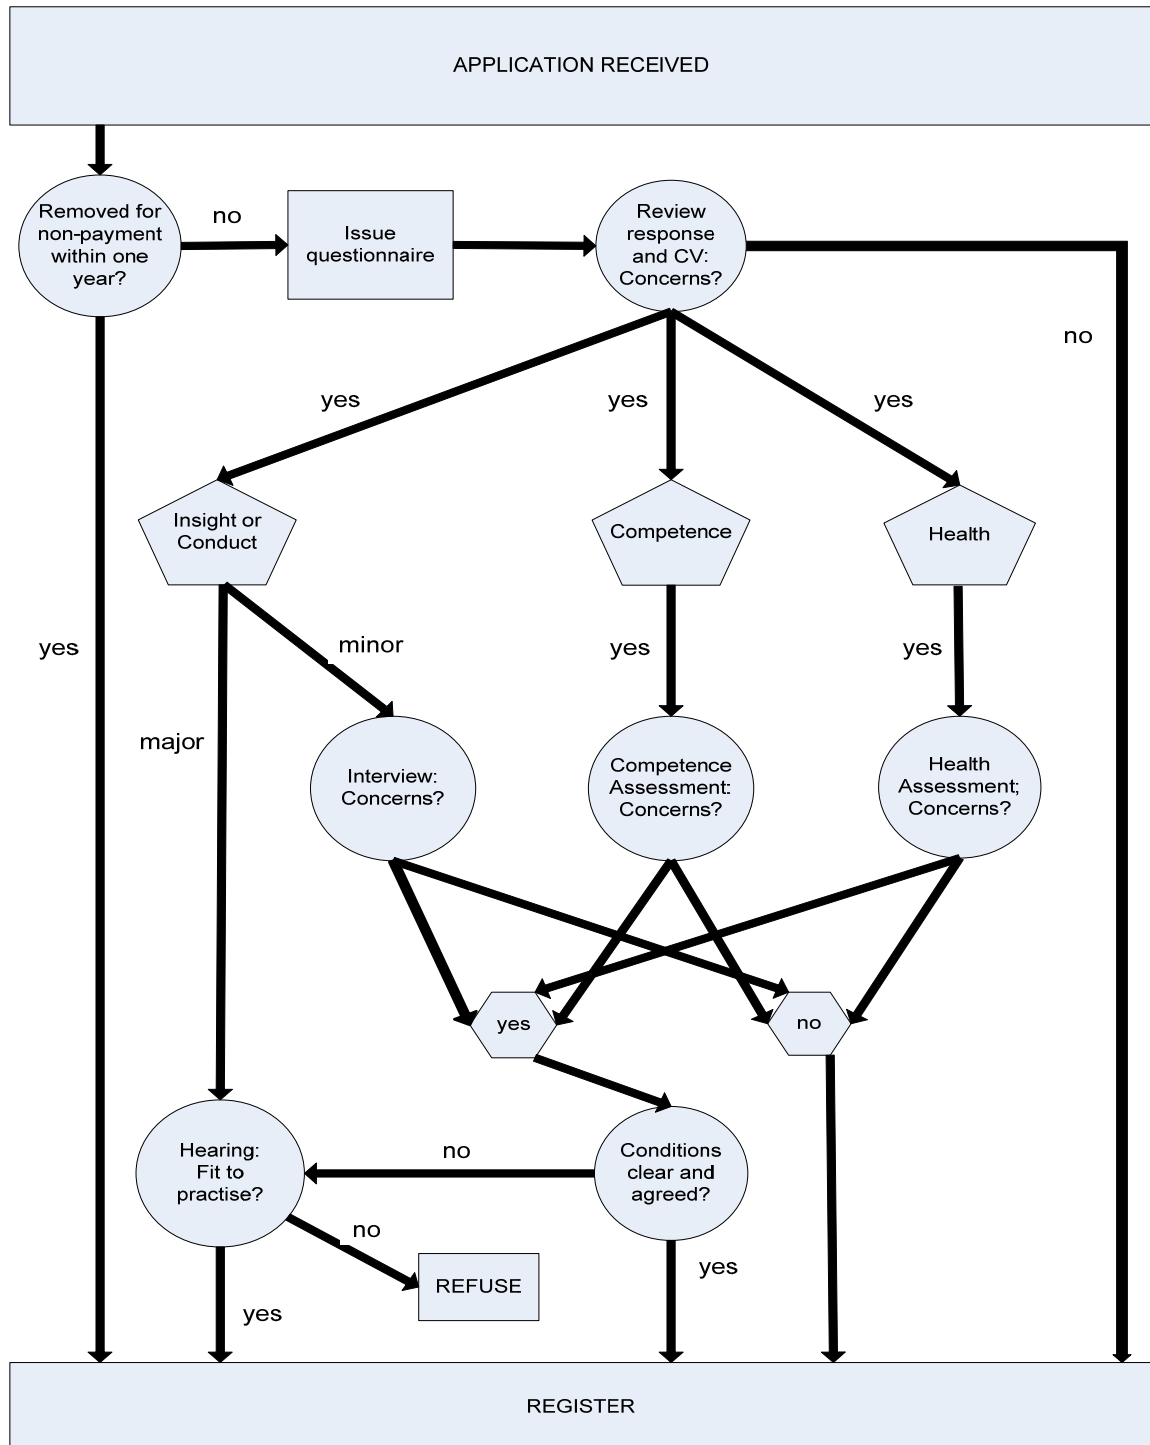 APPLICATION RECEIVED
Removed for
non-payment
within one
year?
no
Issue
questionnaire
Review
response
and CV:
Concerns?
no
yes
yes
yes
Insight or
Conduct
Competence
Health
yes
minor
yes
yes
major
Interview:
Concerns?
Competence
Assessment:
Concerns?
Health
Assessment;
Concerns?
yes
no
Hearing:
Fit to
practise?
no
Conditions
clear and
agreed?
no
REFUSE
yes
yes
REGISTER